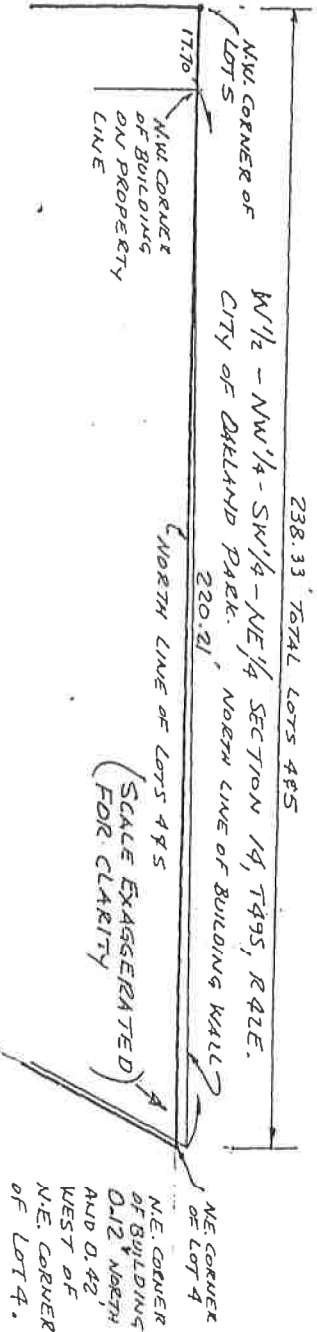 238.33' TOTAL LOTS 4&5
N.W. CORNER OF
LOT 5
W 1/2 - NW 1/4 - SW 1/4 - NE 1/4 SECTION 14, T49S, R42E.
CITY OF OAKLAND PARK.
17.70'
220.21' NORTH LINE OF BUILDING WALL
N.W. CORNER
OF BUILDING
ON PROPERTY
LINE
NORTH LINE OF LOTS 4&5
(SCALE EXAGGERATED
FOR CLARITY)
N.E. CORNER
OF LOT 4
N.E. CORNER
OF BUILDING
0.12' NORTH
AND 0.42'
WEST OF
N.E. CORNER
OF LOT 4.